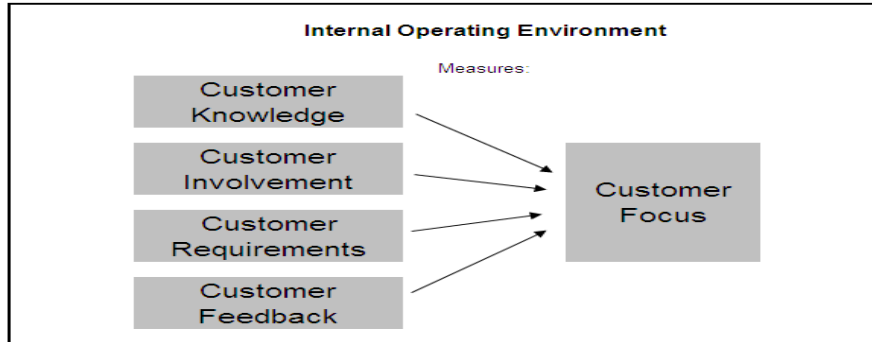 Internal Operating Environment
Measures:
Customer
Knowledge
Customer
Involvement
Customer
Requirements
Customer
Feedback
Customer
Focus